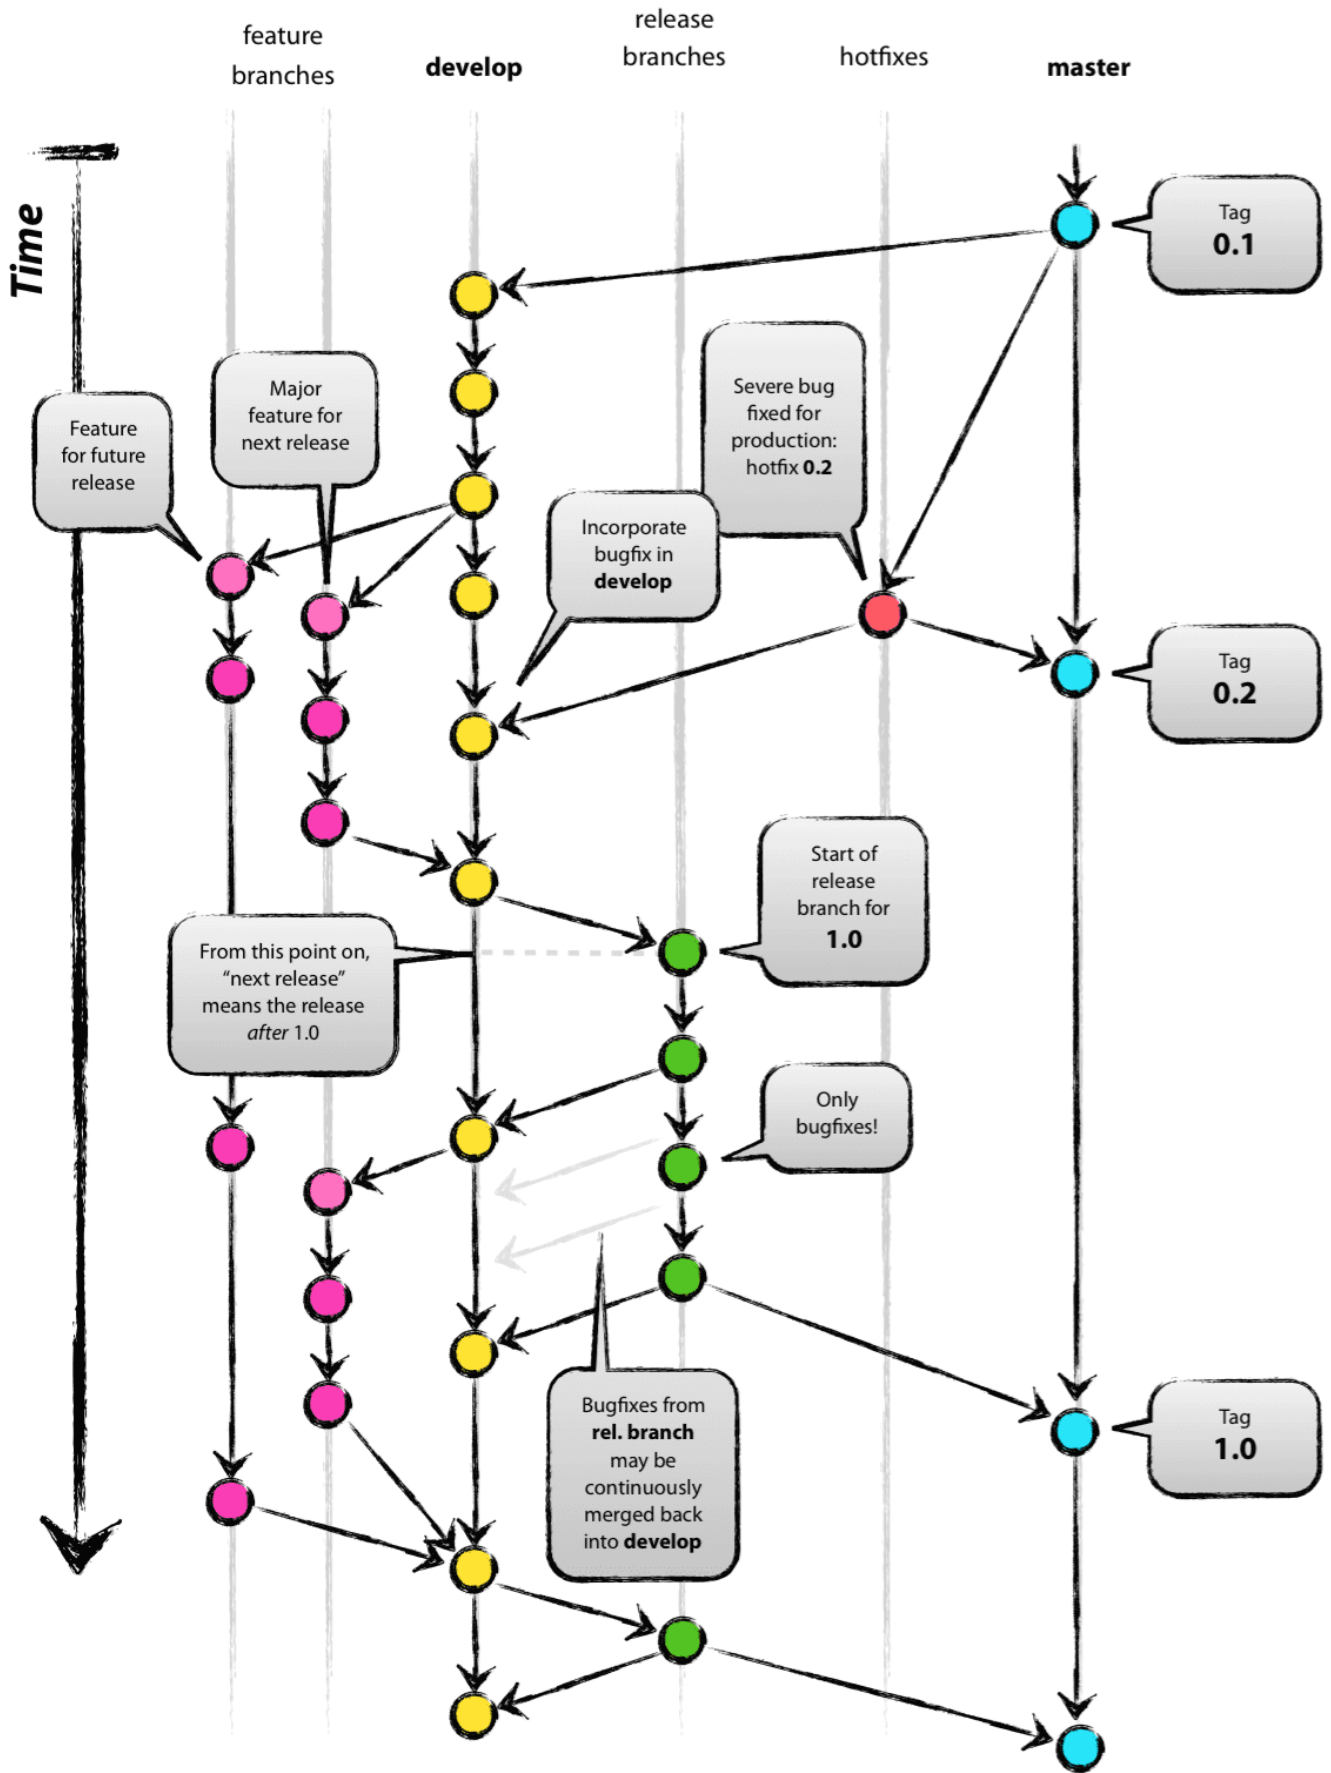 feature
branches
develop
release
branches
hotfixes
master
Time
Tag
0.1
Feature
for future
release
Major
feature for
next release
Severe bug
fixed for
production:
hotfix 0.2
Incorporate
bugfix in
develop
Tag
0.2
Start of
release
branch for
1.0
From this point on,
“next release”
means the release
after 1.0
Only
bugfixes!
Bugfixes from
rel. branch
may be
continuously
merged back
into develop
Tag
1.0